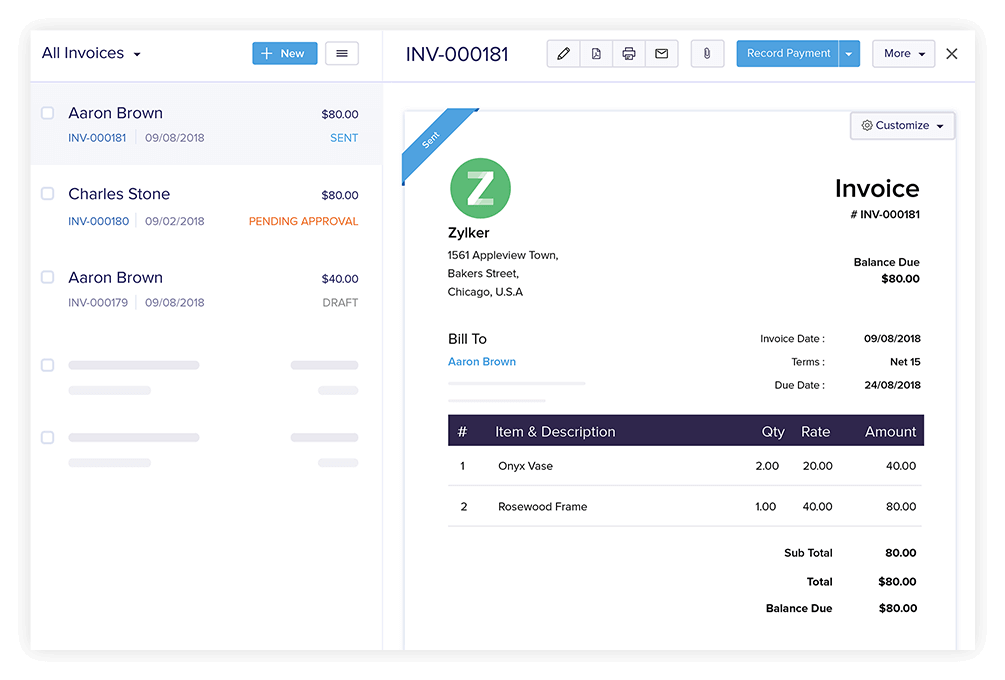 All Invoices
New
Aaron Brown $80.00
INV-000181 09/08/2018 SENT
Charles Stone $80.00
INV-000180 09/02/2018 PENDING APPROVAL
Aaron Brown $40.00
INV-000179 09/08/2018 DRAFT
INV-000181
Record Payment
More
Customize
Sent
Z
Zylker
1561 Appleview Town,
Bakers Street,
Chicago, U.S.A
Invoice
# INV-000181
Balance Due
$80.00
Bill To
Aaron Brown
Invoice Date : 09/08/2018
Terms : Net 15
Due Date : 24/08/2018
# Item & Description Qty Rate Amount
1 Onyx Vase 2.00 20.00 40.00
2 Rosewood Frame 1.00 40.00 80.00
Sub Total 80.00
Total $80.00
Balance Due $80.00